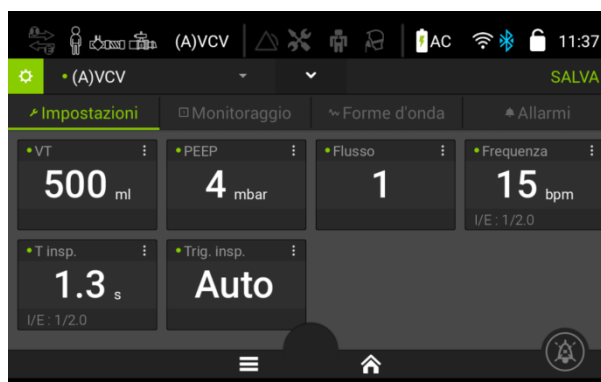 (A)VCV AC 11:37
(A)VCV SALVA
Impostazioni Monitoraggio Forme d'onda Allarmi
VT PEEP Flusso Frequenza
500 ml 4 mbar 1 15 bpm
I/E : 1/2.0
T insp. Trig. insp.
1.3 s Auto
I/E : 1/2.0